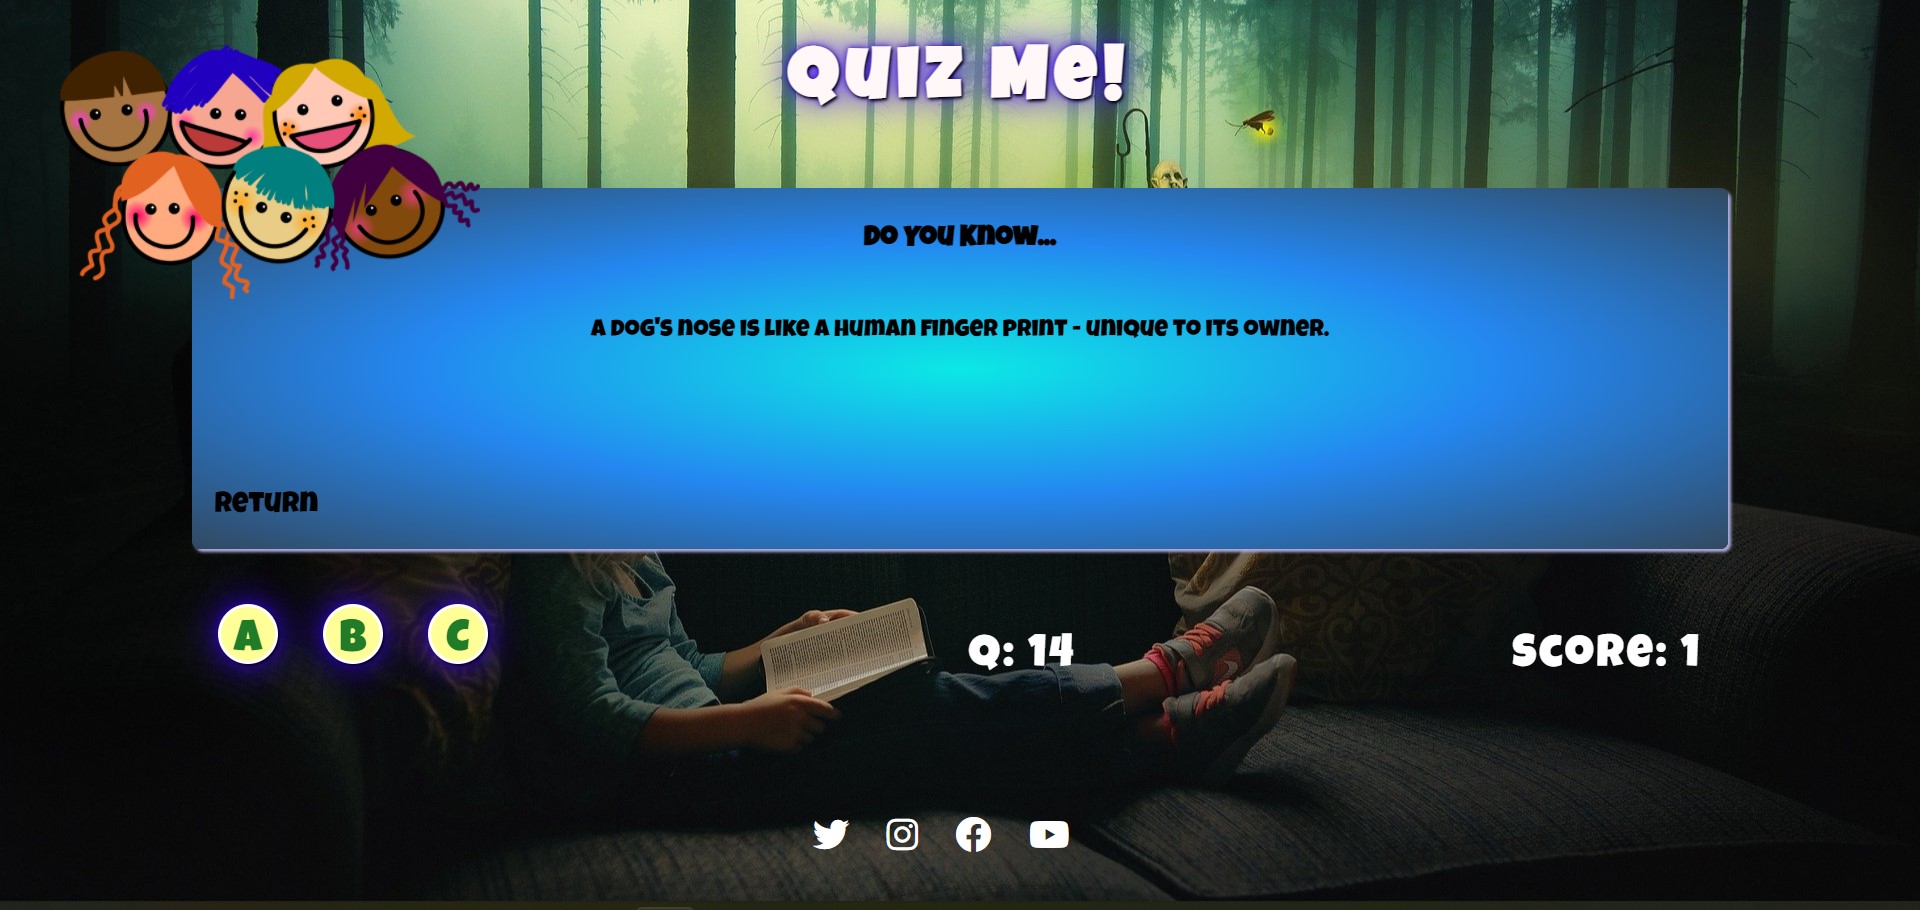 Quiz Me!
Do you know...
A dog's nose is like a human finger print - unique to its owner.
Return
A B C
Q: 14
Score: 1